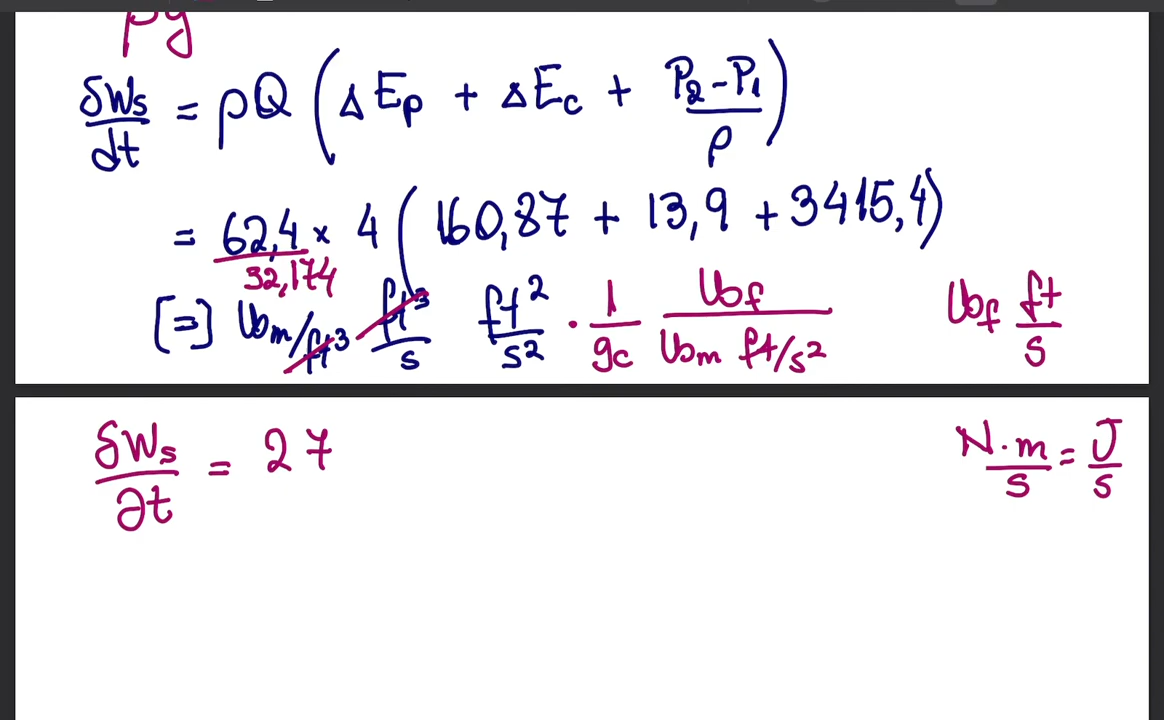 ρg
δWs/dt = ρQ (ΔEp + ΔEc + (P2-P1)/ρ)
= 62,4/32,174 × 4 (160,87 + 13,9 + 3415,4)
[=] lbm/ft³ ft³/s ft²/s² · 1/gc lbf/(lbm ft/s²) lbf ft/s
δWs/∂t = 27 N·m/s = J/s